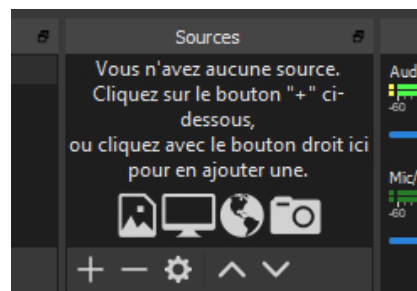 Sources
Vous n'avez aucune source.
Cliquez sur le bouton "+" ci-
dessous,
ou cliquez avec le bouton droit ici
pour en ajouter une.
Aud
-60
Mic/
-60